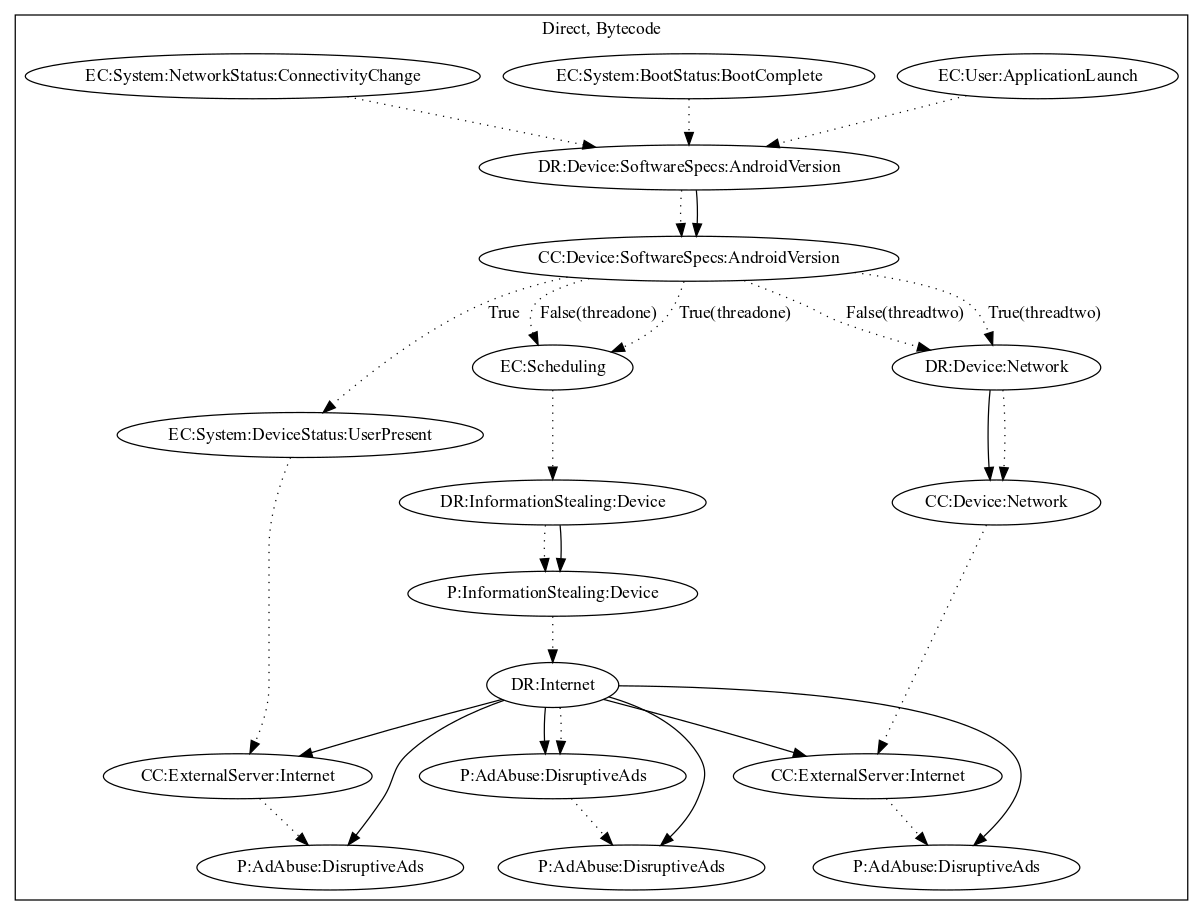 Direct, Bytecode
EC:System:NetworkStatus:ConnectivityChange
EC:System:BootStatus:BootComplete
EC:User:ApplicationLaunch
DR:Device:SoftwareSpecs:AndroidVersion
CC:Device:SoftwareSpecs:AndroidVersion
True
False(threadone)
True(threadone)
False(threadtwo)
True(threadtwo)
EC:Scheduling
DR:Device:Network
EC:System:DeviceStatus:UserPresent
DR:InformationStealing:Device
CC:Device:Network
P:InformationStealing:Device
DR:Internet
CC:ExternalServer:Internet
P:AdAbuse:DisruptiveAds
CC:ExternalServer:Internet
P:AdAbuse:DisruptiveAds
P:AdAbuse:DisruptiveAds
P:AdAbuse:DisruptiveAds